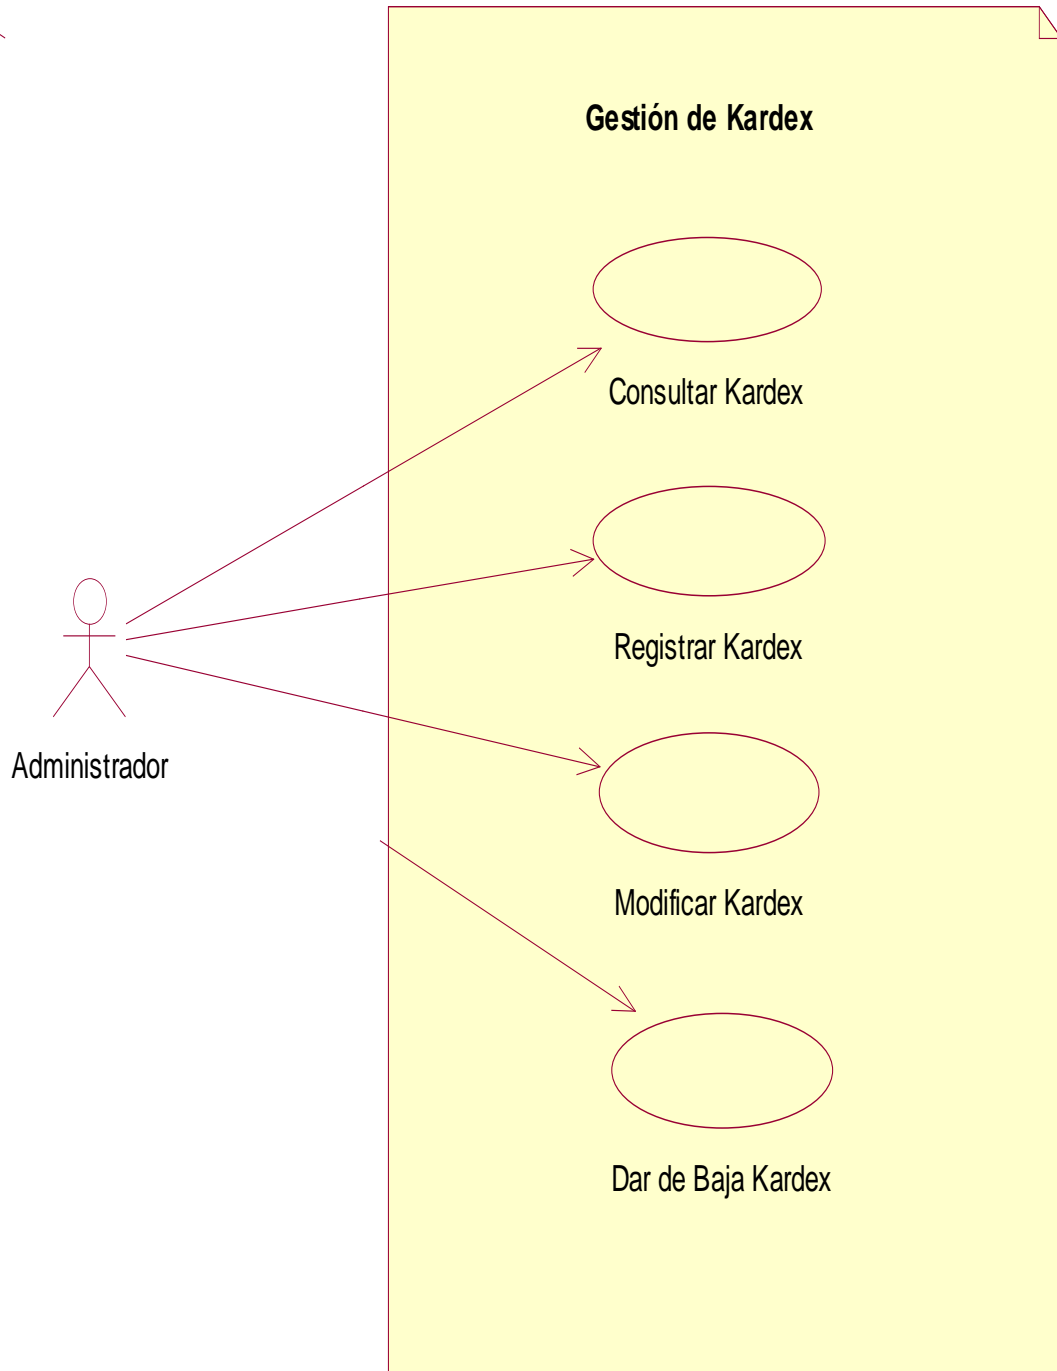 Gestión de Kardex
Consultar Kardex
Registrar Kardex
Administrador
Modificar Kardex
Dar de Baja Kardex